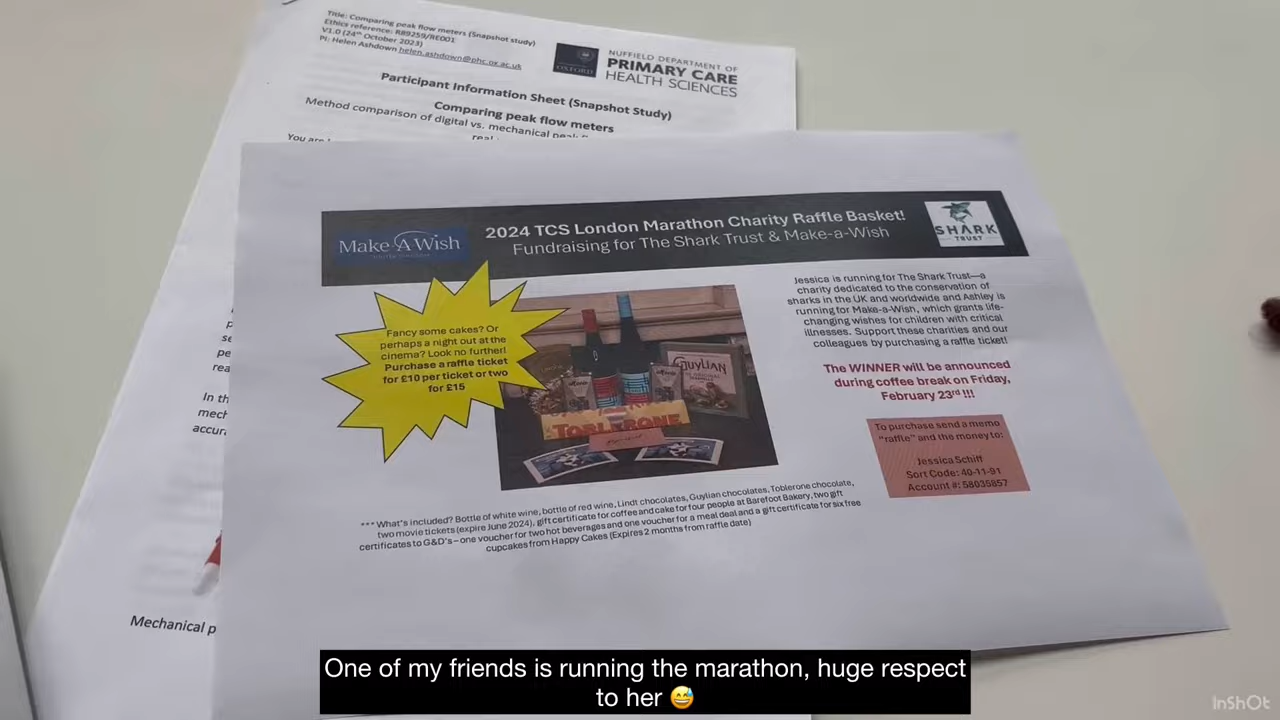 Title: Comparing peak flow meters (Snapshot study)
Ethics reference: R89259/RE001
V1.0 (24th October 2023)
PI: Helen Ashdown helen.ashdown@phc.ox.ac.uk
OXFORD
NUFFIELD DEPARTMENT OF
PRIMARY CARE
HEALTH SCIENCES
Participant Information Sheet (Snapshot Study)
Comparing peak flow meters
Method comparison of digital vs. mechanical peak
You are
In th
mech
accura
Mechanical p
Make A Wish
2024 TCS London Marathon Charity Raffle Basket!
Fundraising for The Shark Trust & Make-a-Wish
SHARK
TRUST
Fancy some cakes? Or
perhaps a night out at the
cinema? Look no further!
Purchase a raffle ticket
for £10 per ticket or two
for £15
GUYLIAN
TOBLERONE
Jessica is running for The Shark Trust—a
charity dedicated to the conservation of
sharks in the UK and worldwide and Ashley is
running for Make-a-Wish, which grants life-
changing wishes for children with critical
illnesses. Support these charities and our
colleagues by purchasing a raffle ticket!
The WINNER will be announced
during coffee break on Friday,
February 23rd !!!
To purchase send a memo
"raffle" and the money to:
Jessica Schiff
Sort Code: 40-11-91
Account #: 58035857
*** What's included? Bottle of white wine, bottle of red wine, Lindt chocolates, Guylian chocolates, Toblerone chocolate,
two movie tickets (expire June 2024), gift certificate for coffee and cake for four people at Barefoot Bakery, two gift
certificates to G&D's – one voucher for two hot beverages and one voucher for a meal deal and a gift certificate for six free
cupcakes from Happy Cakes (Expires 2 months from raffle date)
One of my friends is running the marathon, huge respect
to her 😅
InShOt